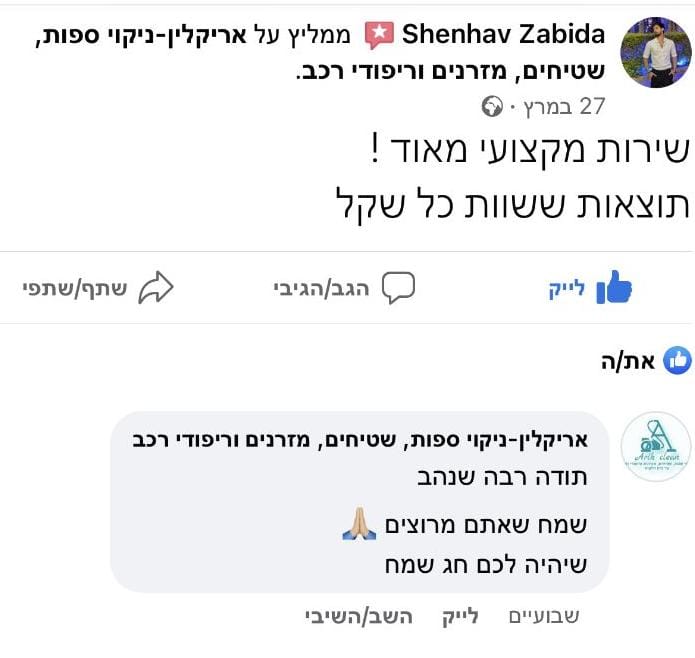 Shenhav Zabida ממליץ על אריקלין-ניקוי ספות,
שטיחים, מזרנים וריפודי רכב.
27 במרץ ·
שירות מקצועי מאוד !
תוצאות ששוות כל שקל
לייק הגב/הגיבי שתף/שתפי
את/ה
אריקלין-ניקוי ספות, שטיחים, מזרנים וריפודי רכב
תודה רבה שנהב
שמח שאתם מרוצים 🙏🏼
שיהיה לכם חג שמח
שבועיים לייק השב/השיבי
Arik clean